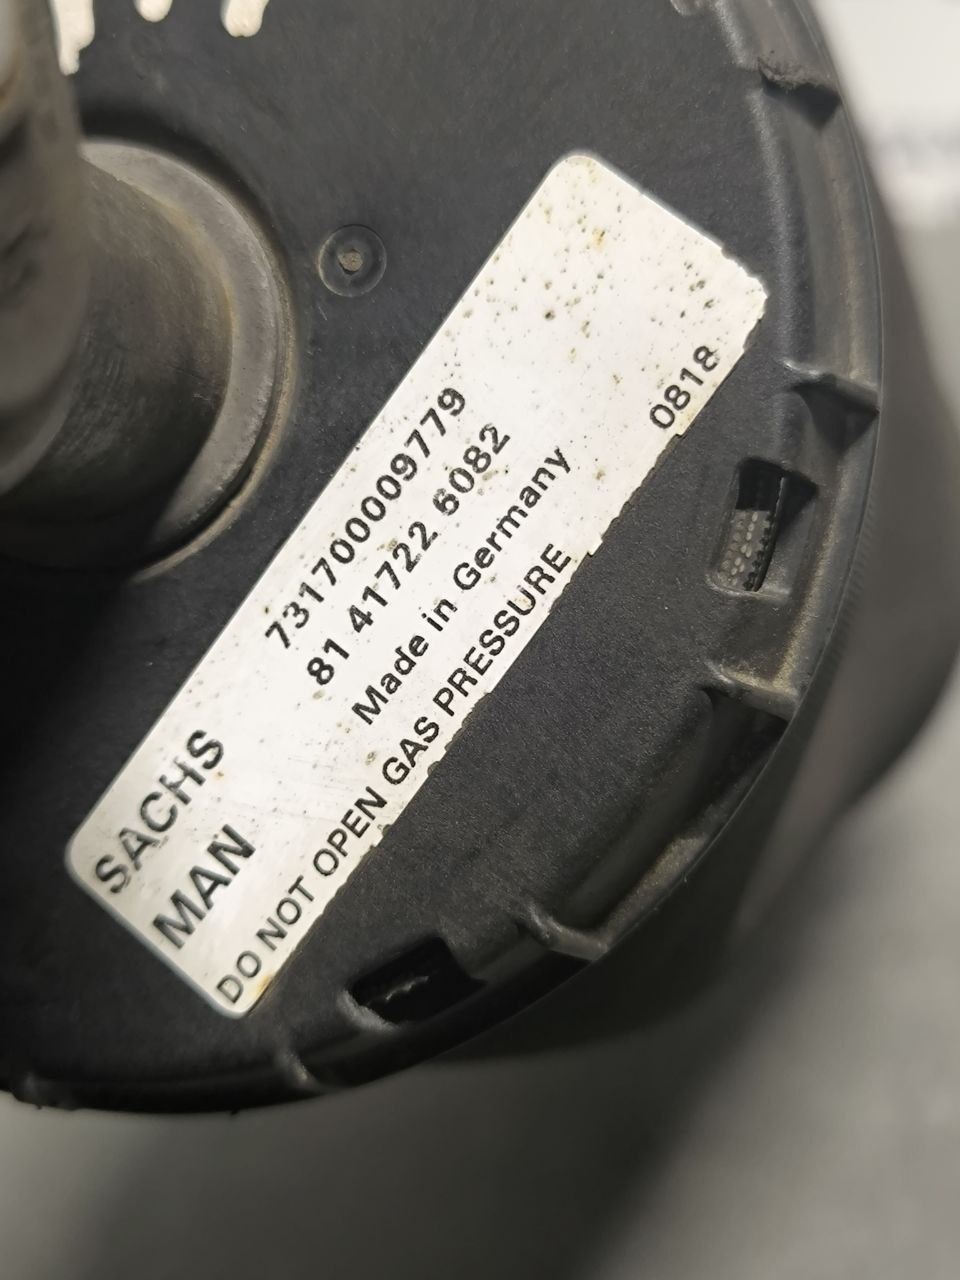 SACHS 731700009779
MAN 81 41722 6082
Made in Germany
DO NOT OPEN GAS PRESSURE 0818